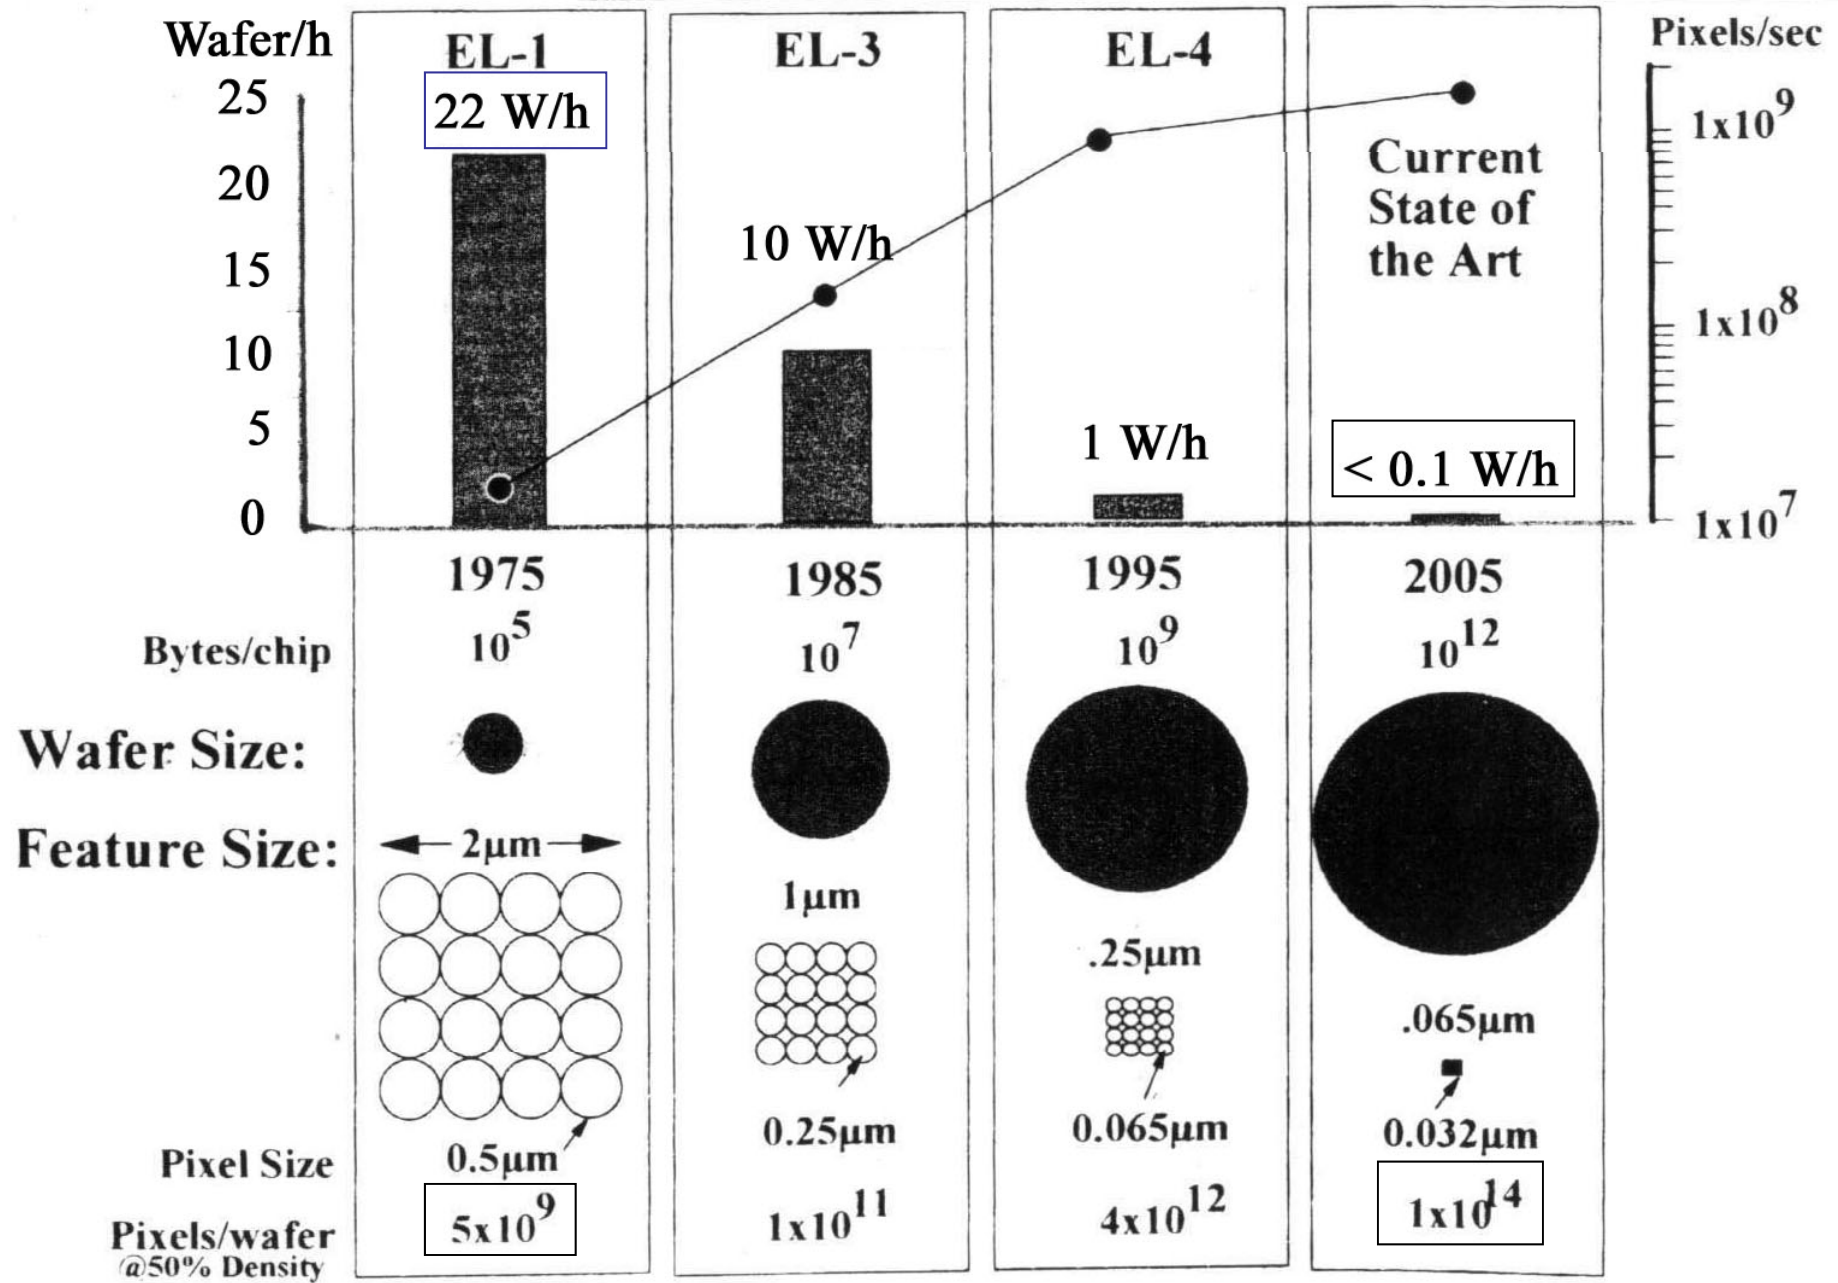 Wafer/h
25
20
15
10
5
0
EL-1
22 W/h
EL-3
10 W/h
EL-4
1 W/h
Current
State of
the Art
< 0.1 W/h
Pixels/sec
1x10^9
1x10^8
1x10^7
1975 1985 1995 2005
Bytes/chip 10^5 10^7 10^9 10^12
Wafer Size:
Feature Size: 2µm 1µm .25µm .065µm
Pixel Size 0.5µm 0.25µm 0.065µm 0.032µm
Pixels/wafer 5x10^9 1x10^11 4x10^12 1x10^14
@50% Density